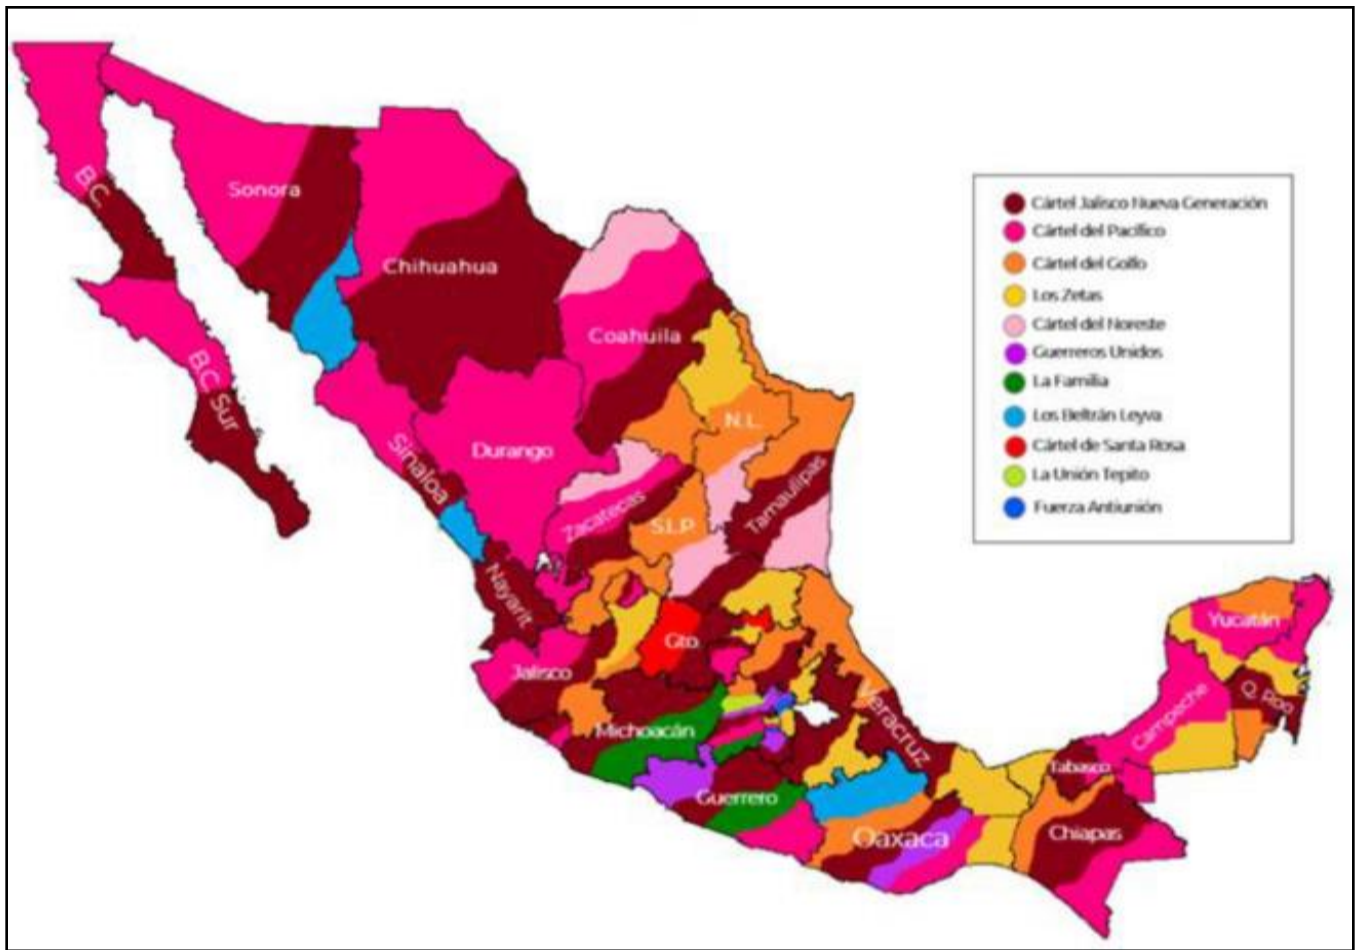 B.C.
Sonora
Chihuahua
B.C. Sur
Coahuila
Sinaloa
Durango
N.L.
Zacatecas
S.L.P.
Tamaulipas
Nayarit
Jalisco
Gto.
Michoacán
Veracruz
Guerrero
Oaxaca
Tabasco
Chiapas
Campeche
Yucatán
Q. Roo
Cártel Jalisco Nueva Generación
Cártel del Pacífico
Cártel del Golfo
Los Zetas
Cártel del Noreste
Guerreros Unidos
La Familia
Los Beltrán Leyva
Cártel de Santa Rosa
La Unión Tepito
Fuerza Antiunión